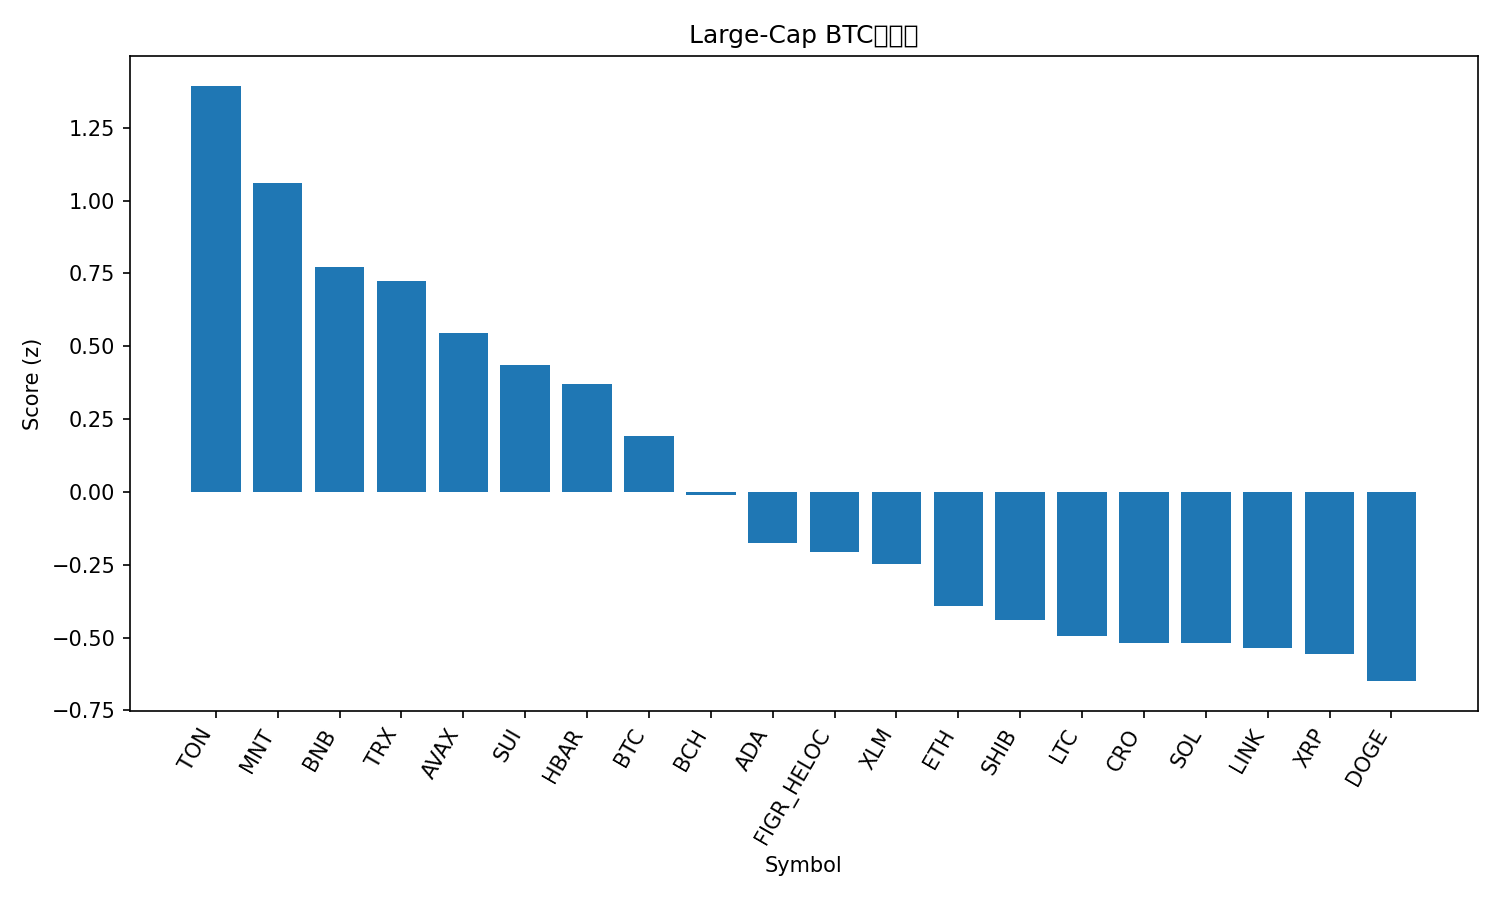 Large-Cap BTC
1.25
1.00
0.75
0.50
0.25
0.00
−0.25
−0.50
−0.75
Score (z)
TON
MNT
BNB
TRX
AVAX
SUI
HBAR
BTC
BCH
ADA
FIGR_HELOC
XLM
ETH
SHIB
LTC
CRO
SOL
LINK
XRP
DOGE
Symbol